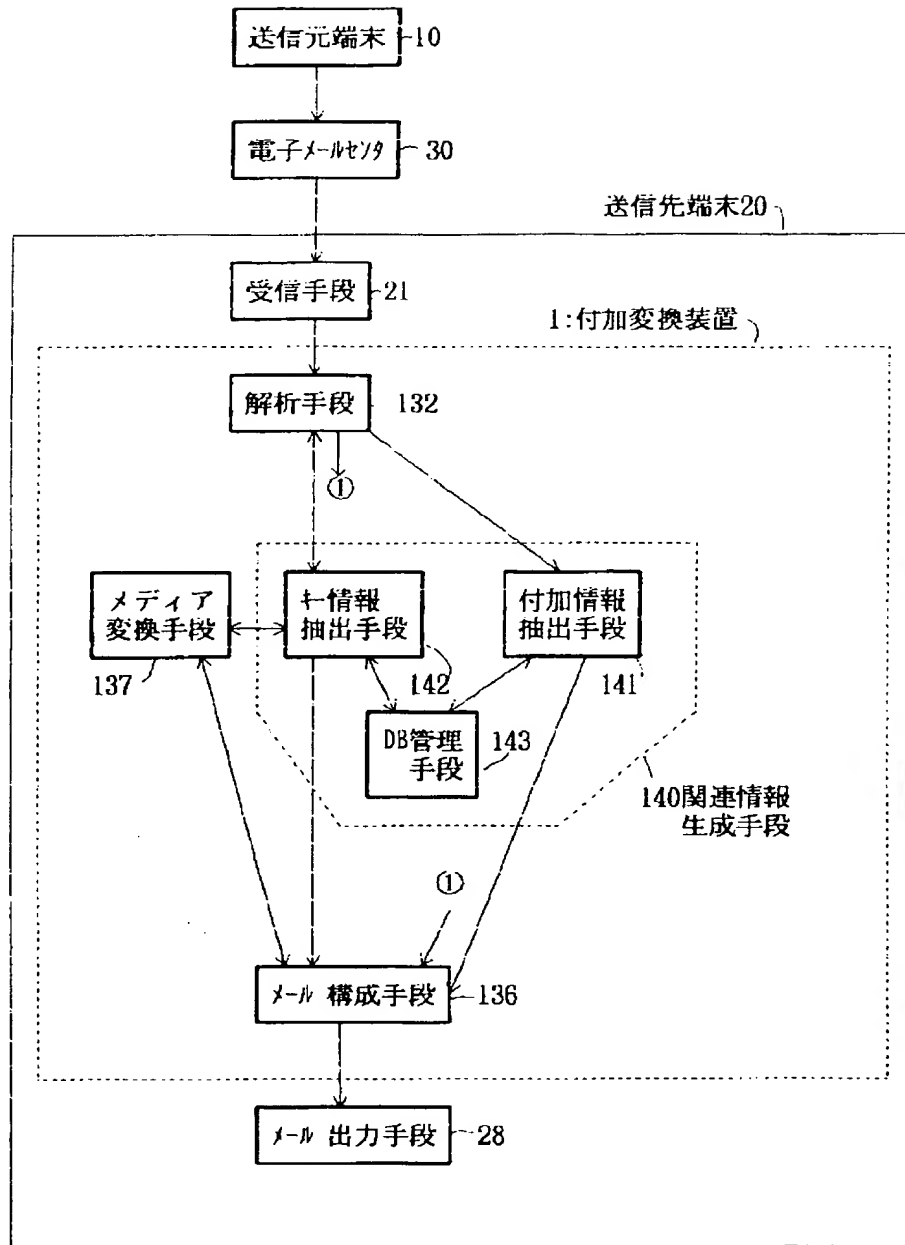 送信元端末
10
電子メールセンタ
30
送信先端末20
受信手段
21
1:付加変換装置
解析手段
132
①
メディア
変換手段
137
キー情報
抽出手段
142
付加情報
抽出手段
141
DB管理
手段
143
140関連情報
生成手段
①
メール 構成手段
136
メール 出力手段
28